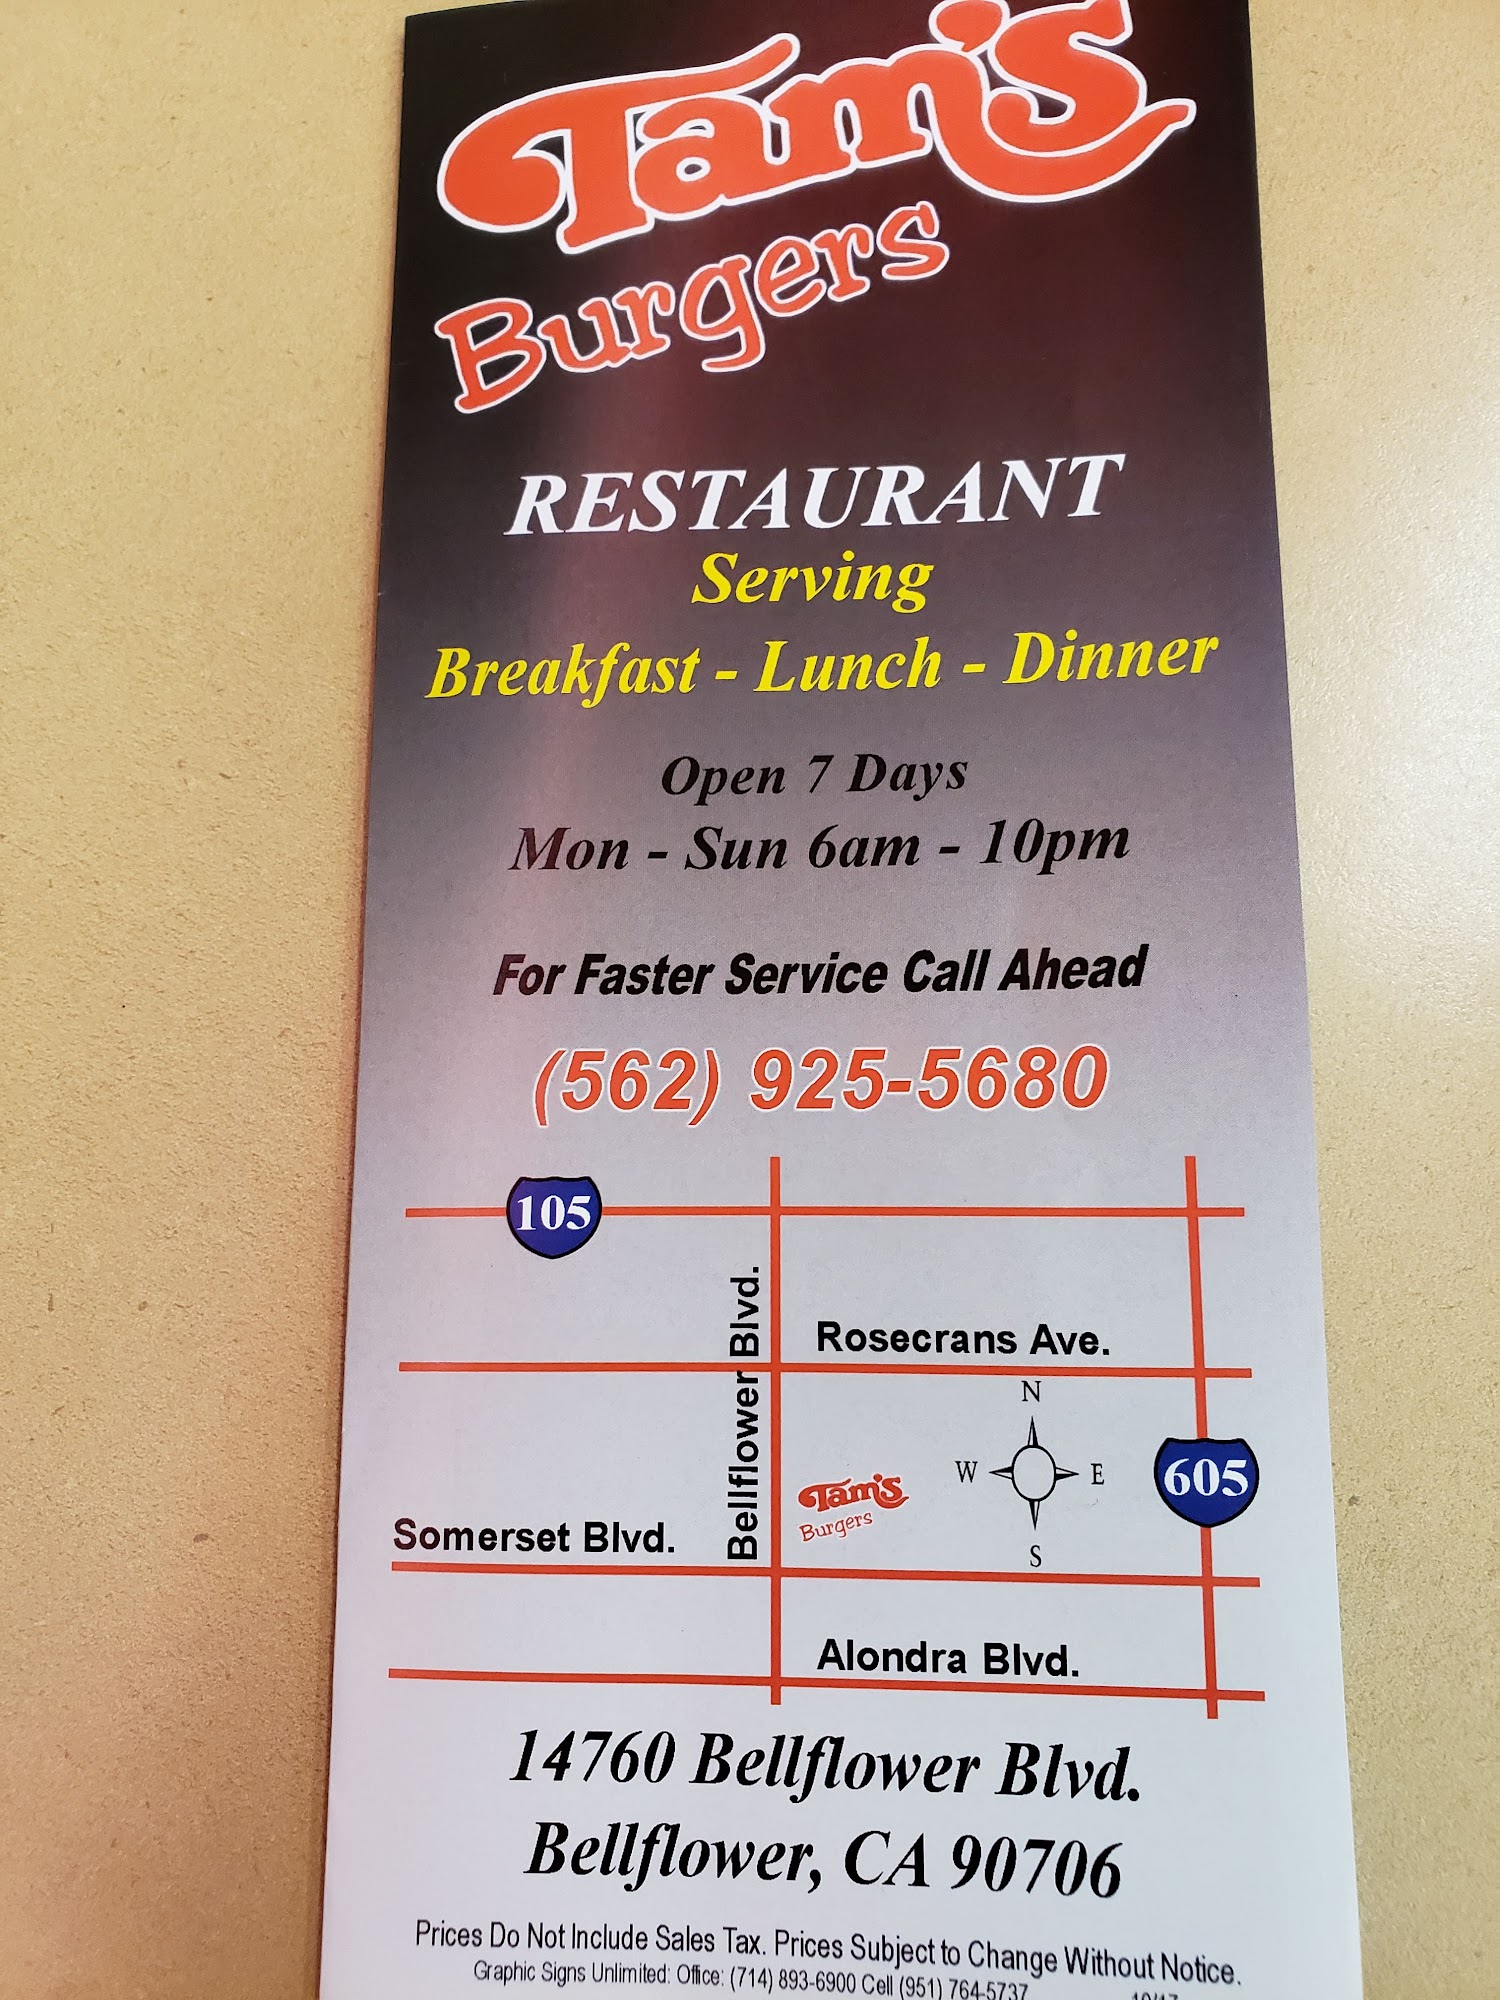 Tam's
Burgers
RESTAURANT
Serving
Breakfast - Lunch - Dinner
Open 7 Days
Mon - Sun 6am - 10pm
For Faster Service Call Ahead
(562) 925-5680
105
Bellflower Blvd.
Rosecrans Ave.
N
W E
S
605
Tam's
Burgers
Somerset Blvd.
Alondra Blvd.
14760 Bellflower Blvd.
Bellflower, CA 90706
Prices Do Not Include Sales Tax. Prices Subject to Change Without Notice.
Graphic Signs Unlimited: Office: (714) 893-6900 Cell (951) 764-5737